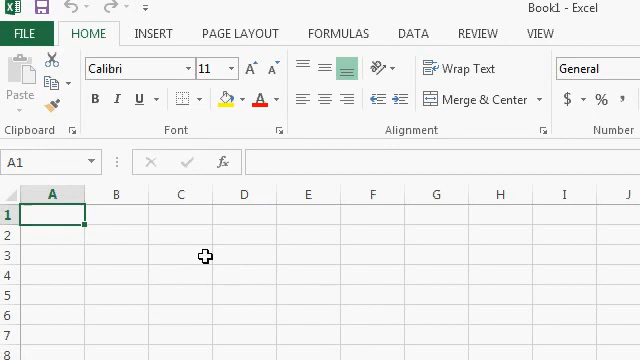 Book1 - Excel
FILE HOME INSERT PAGE LAYOUT FORMULAS DATA REVIEW VIEW
Calibri 11 Wrap Text General
Paste B I U Merge & Center $ % ,
Clipboard Font Alignment Number
A1 fx
A B C D E F G H I J
1
2
3
4
5
6
7
8